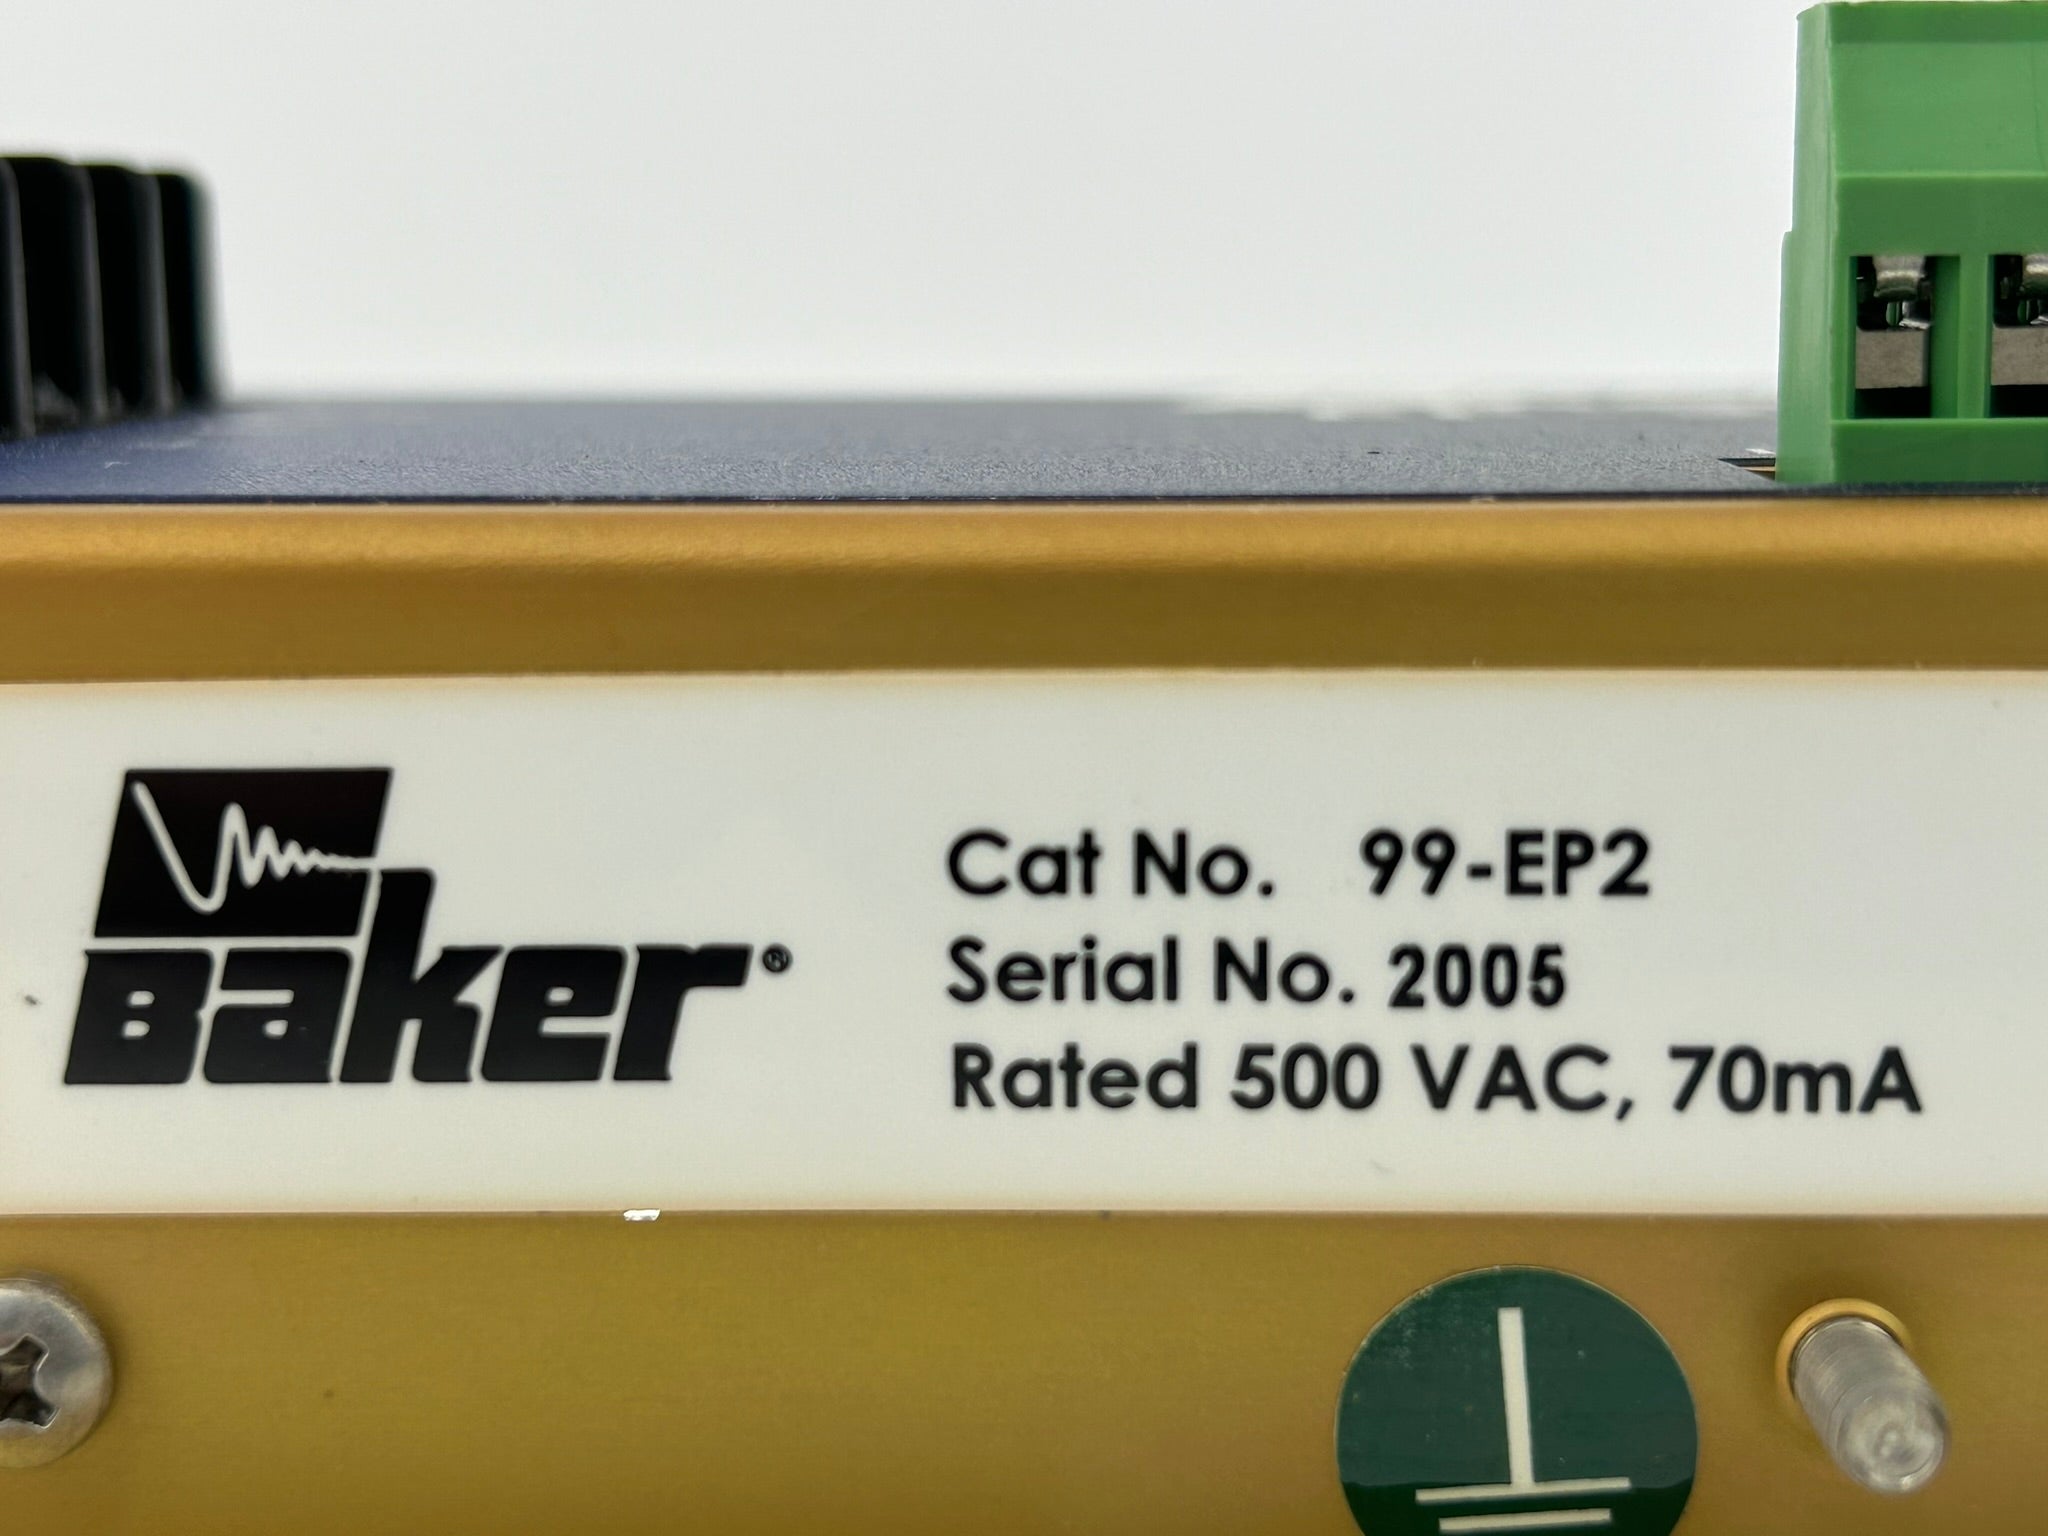 Baker®
Cat No. 99-EP2
Serial No. 2005
Rated 500 VAC, 70mA